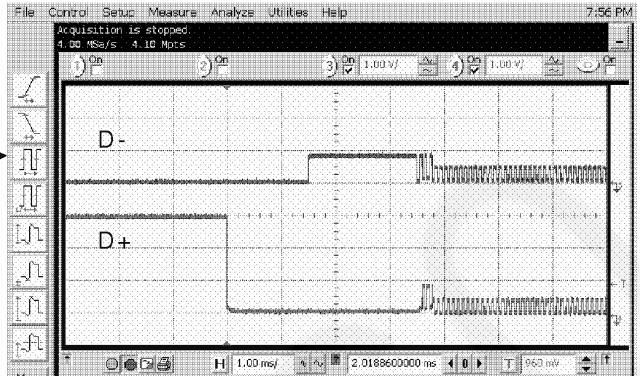 File Control Setup Measure Analyze Utilities Help 7:56 PM
Acquisition is stopped.
4.00 MSa/s 4.10 Mpts
1) On 2) On 3) On 1.00 V/ 4) On 1.00 V/ On
D-
D+
T
H 1.00 ms/ 2.0188600000 ms 0 T 960 mV